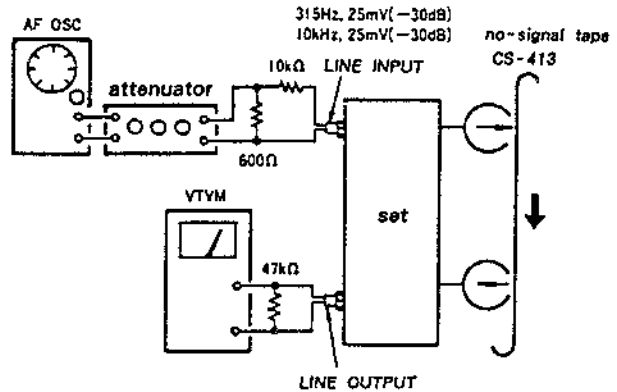 315Hz, 25mV(−30dB)
10kHz, 25mV(−30dB)
AF OSC
no-signal tape
CS-413
attenuator
10kΩ
LINE INPUT
600Ω
set
VTVM
47kΩ
LINE OUTPUT